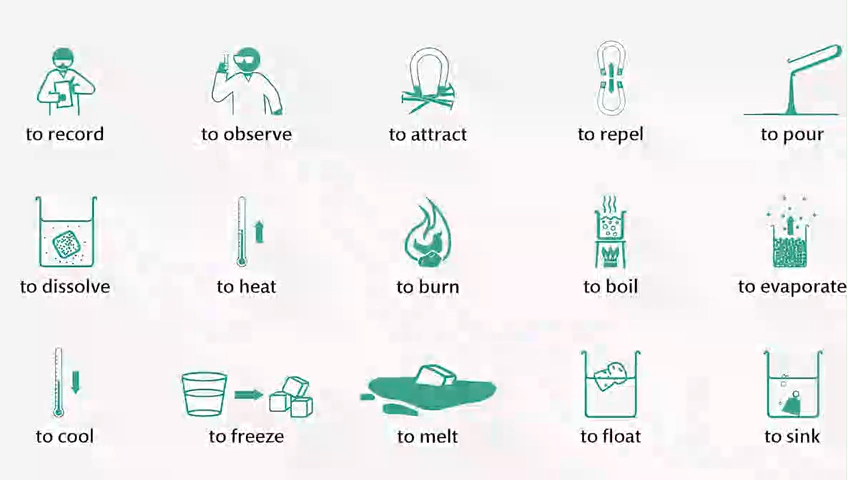 to record
to observe
to attract
to repel
to pour
to dissolve
to heat
to burn
to boil
to evaporate
to cool
to freeze
to melt
to float
to sink